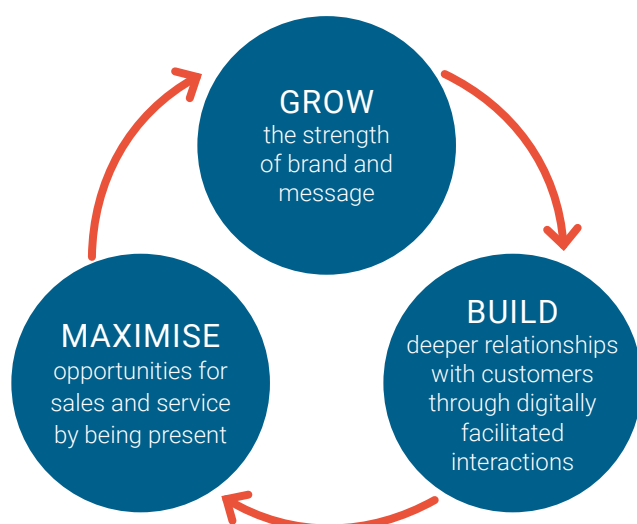 GROW
the strength
of brand and
message
BUILD
deeper relationships
with customers
through digitally
facilitated
interactions
MAXIMISE
opportunities for
sales and service
by being present